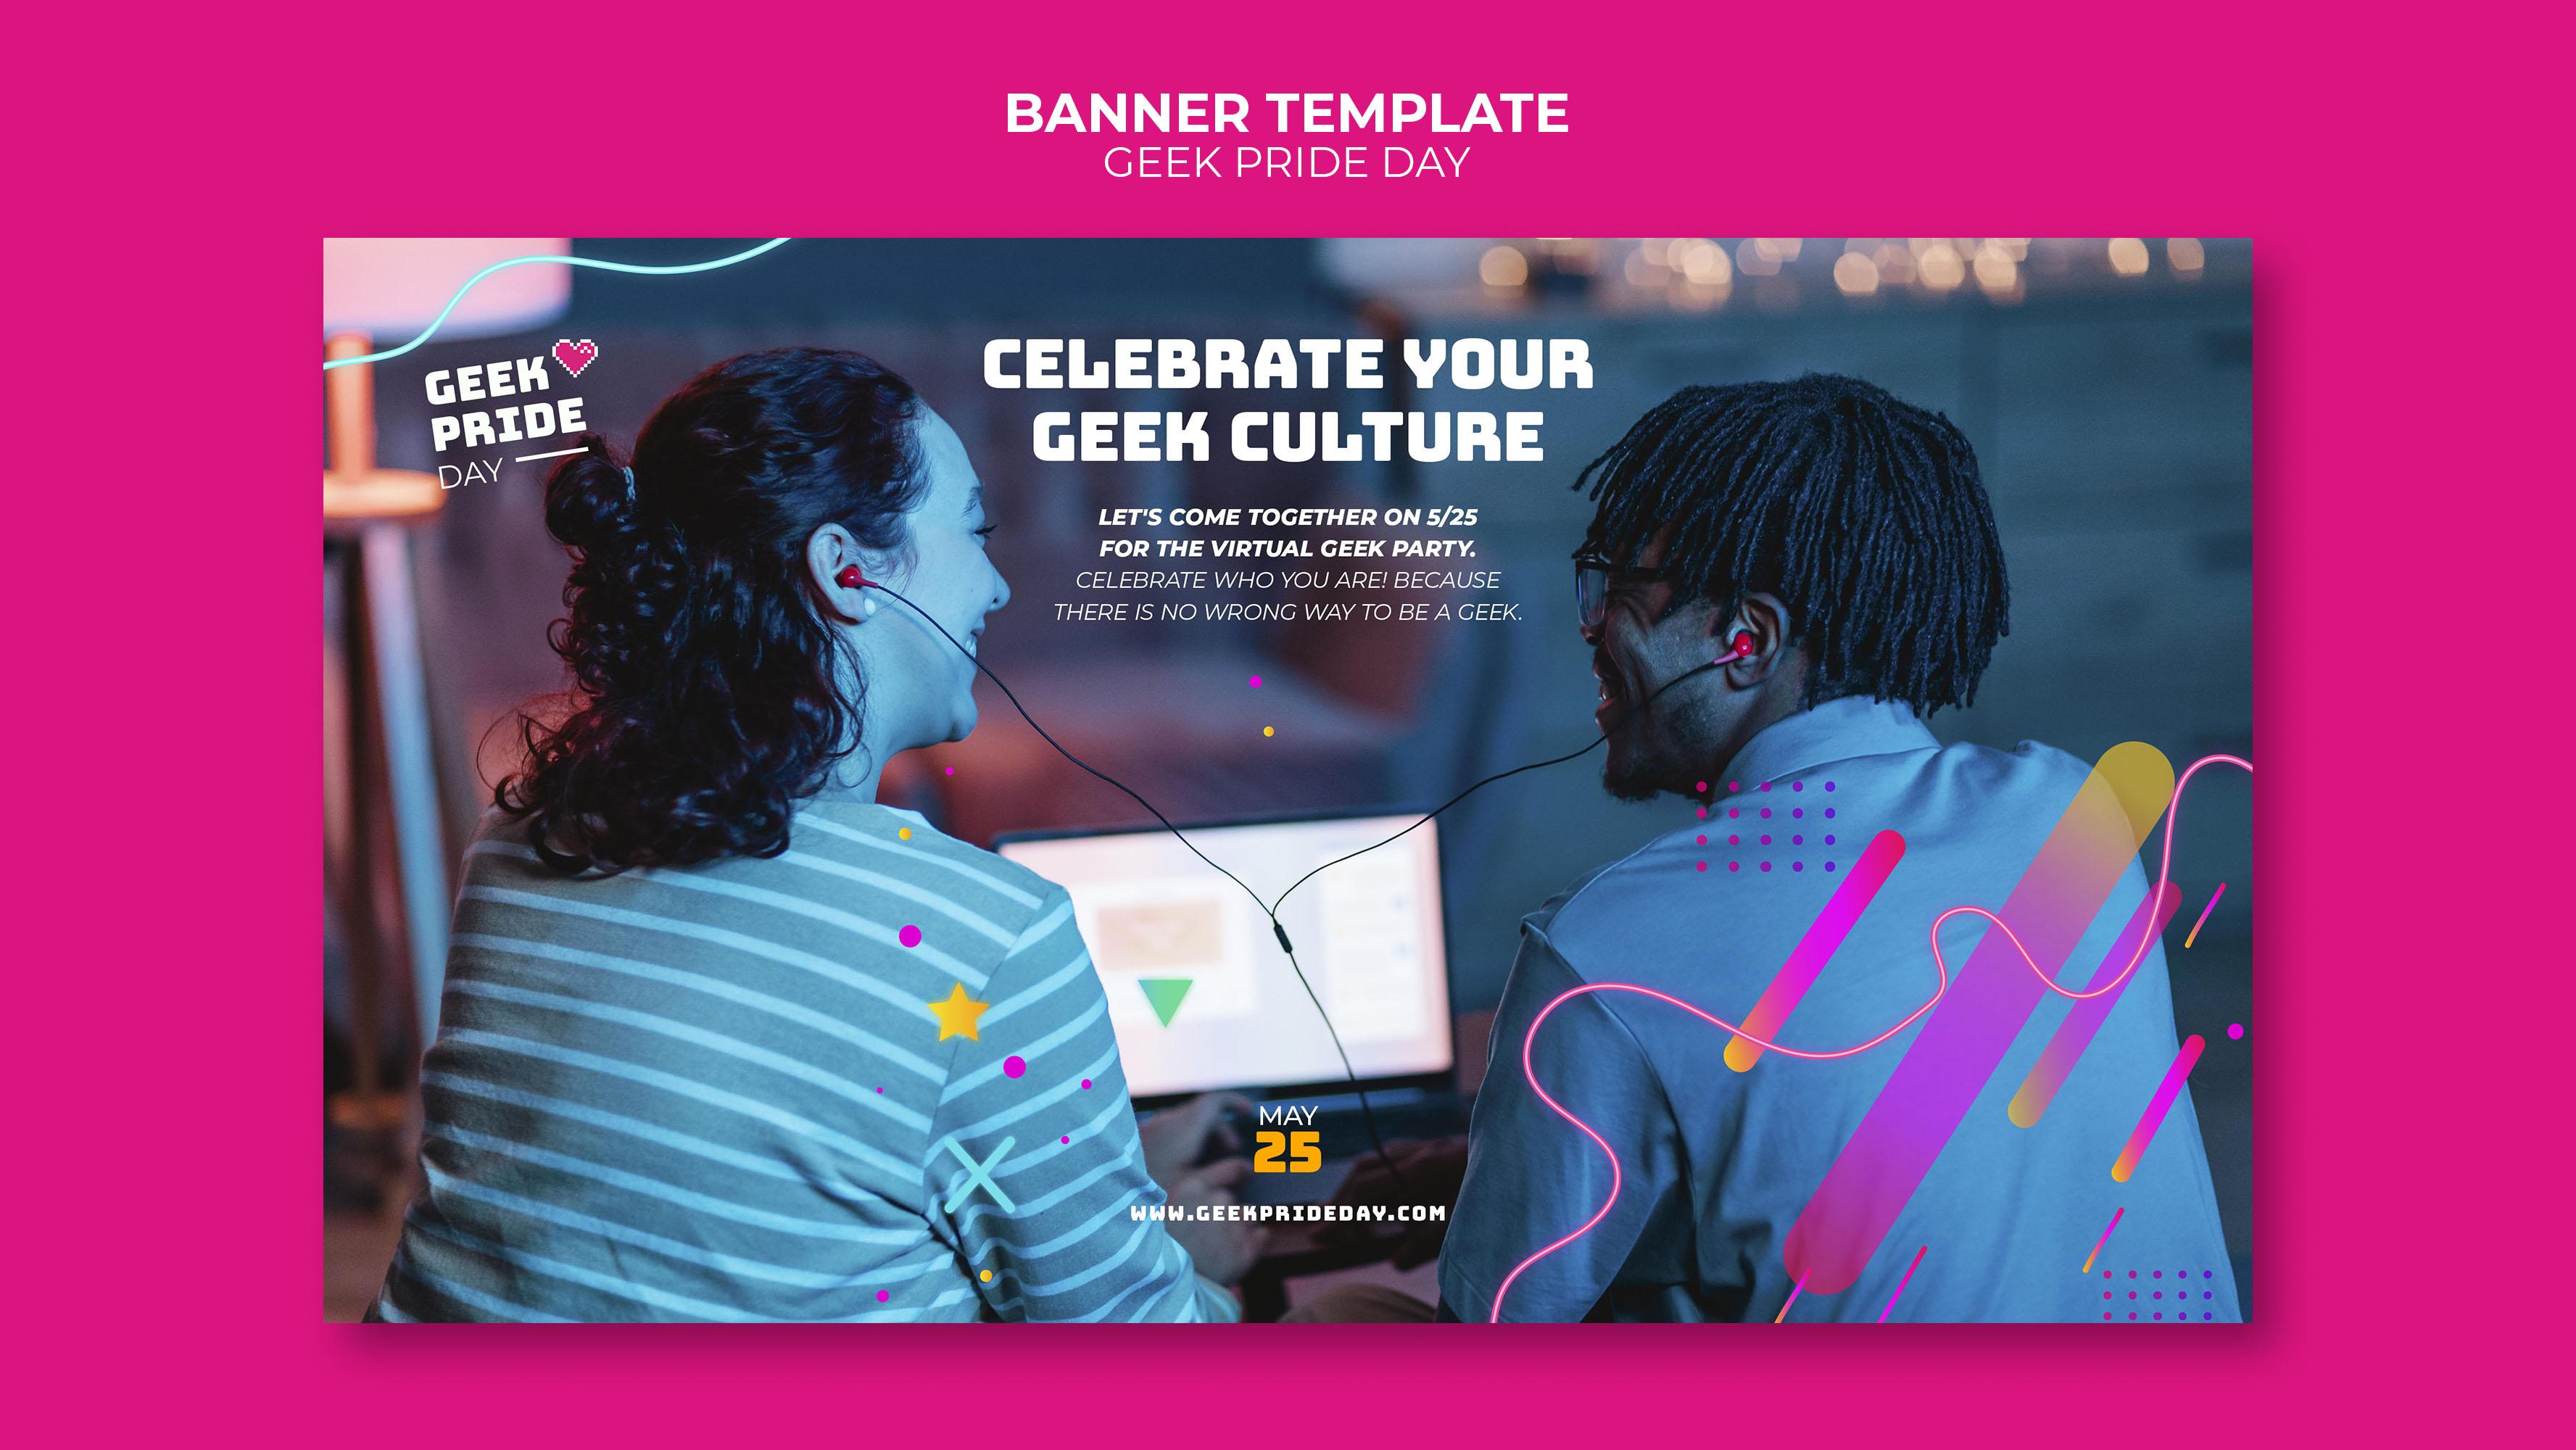 BANNER TEMPLATE
GEEK PRIDE DAY
GEEK
PRIDE
DAY
CELEBRATE YOUR
GEEK CULTURE
LET'S COME TOGETHER ON 5/25
FOR THE VIRTUAL GEEK PARTY.
CELEBRATE WHO YOU ARE! BECAUSE
THERE IS NO WRONG WAY TO BE A GEEK.
MAY
25
WWW.GEEKPRIDEDAY.COM